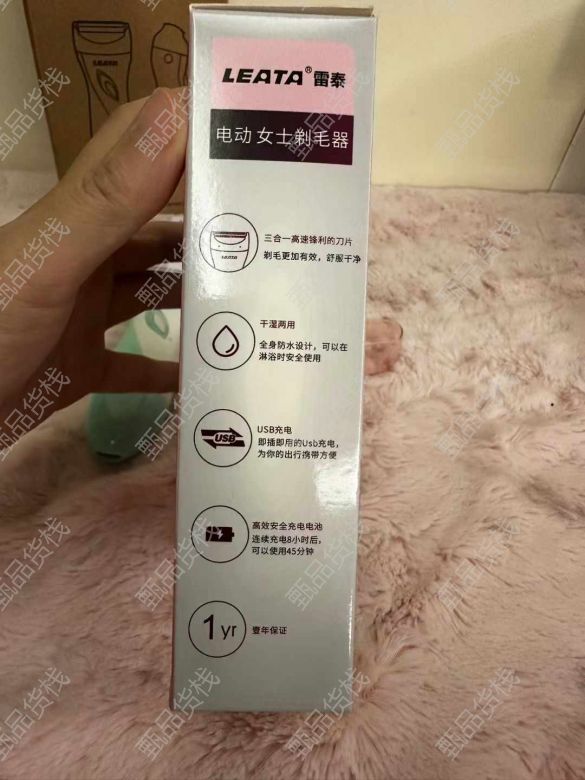 LEATA® 雷泰
电动 女士剃毛器
LEATA
三合一高速锋利的刀片
剃毛更加有效，舒服干净
干湿两用
全身防水设计，可以在
淋浴时安全使用
USB
USB充电
即插即用的Usb充电，
为你的出行携带方便
高效安全充电电池
连续充电8小时后，
可以使用45分钟
1 yr
壹年保证
甄品货栈